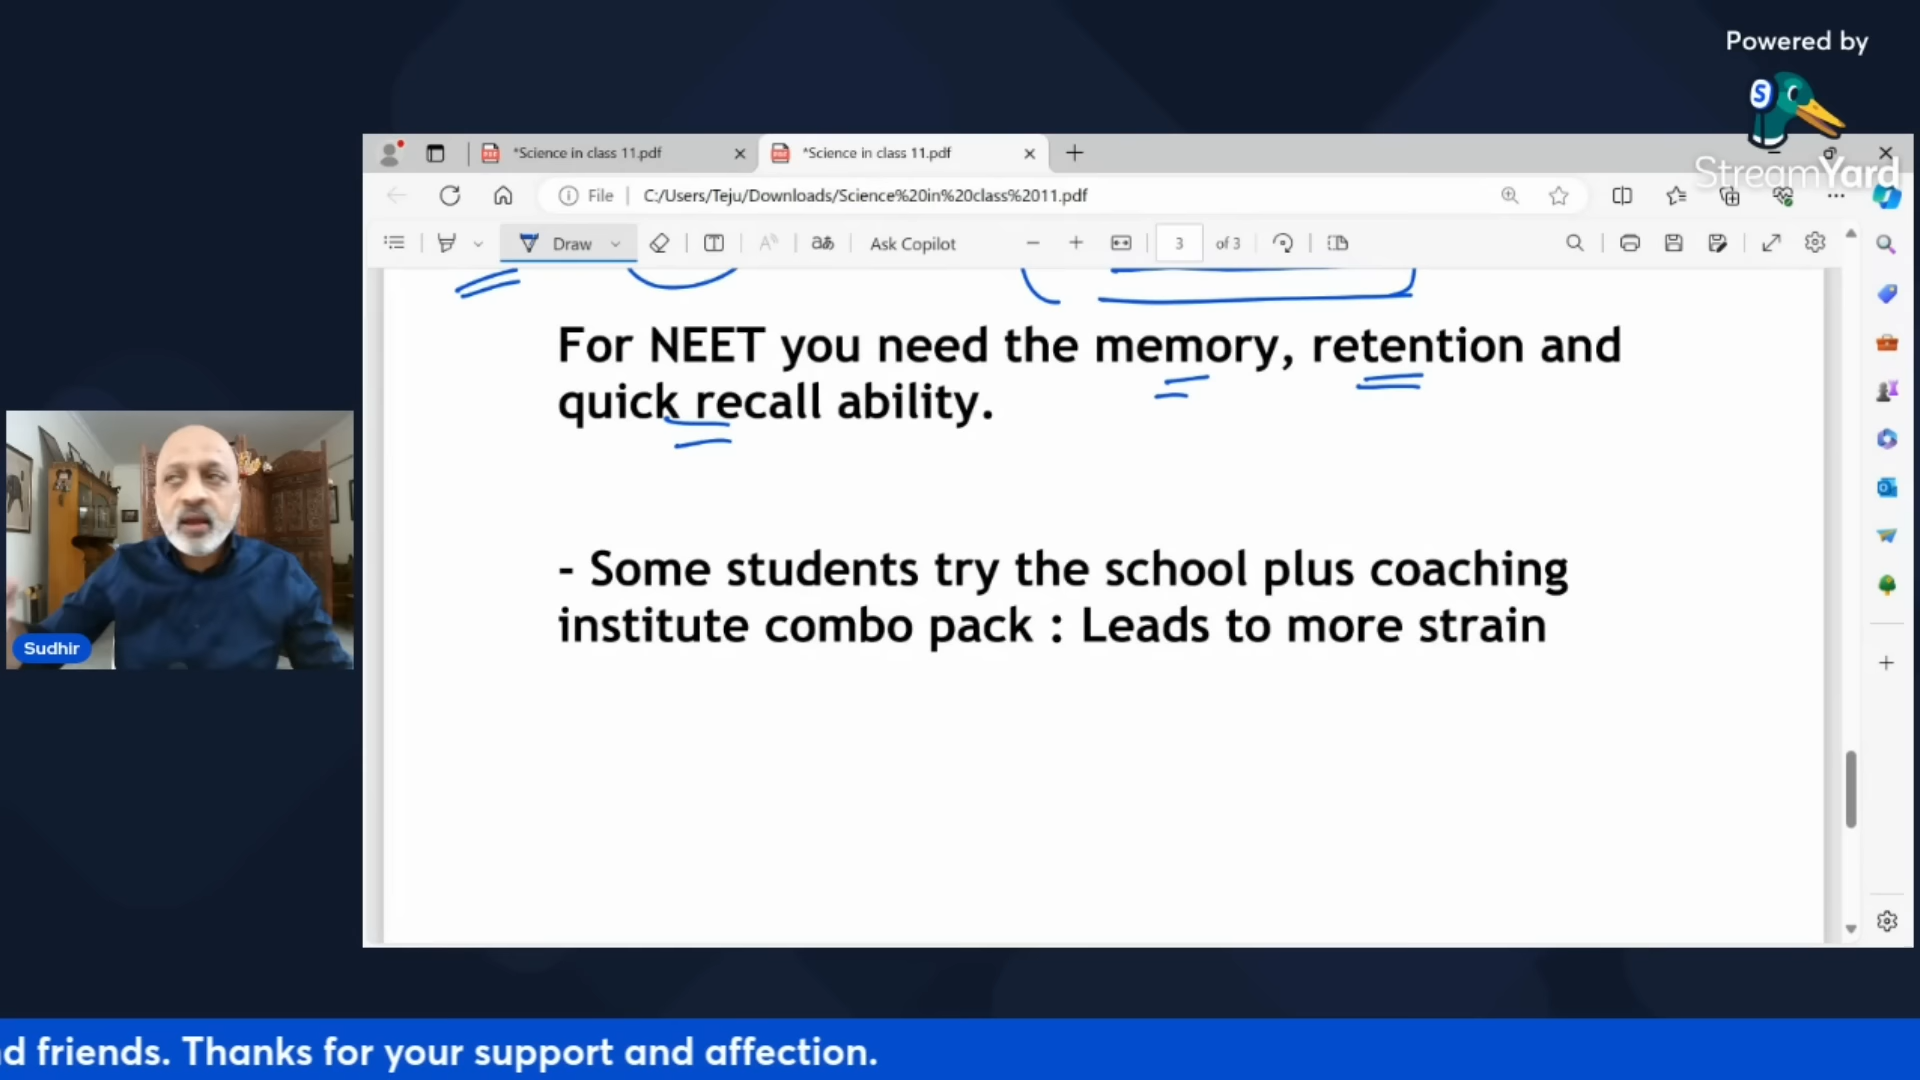 Powered by
StreamYard
*Science in class 11.pdf
*Science in class 11.pdf
File
C:/Users/Teju/Downloads/Science%20in%20class%2011.pdf
Draw
aあ
Ask Copilot
3
of 3
For NEET you need the memory, retention and
quick recall ability.
- Some students try the school plus coaching
institute combo pack : Leads to more strain
Sudhir
d friends. Thanks for your support and affection.